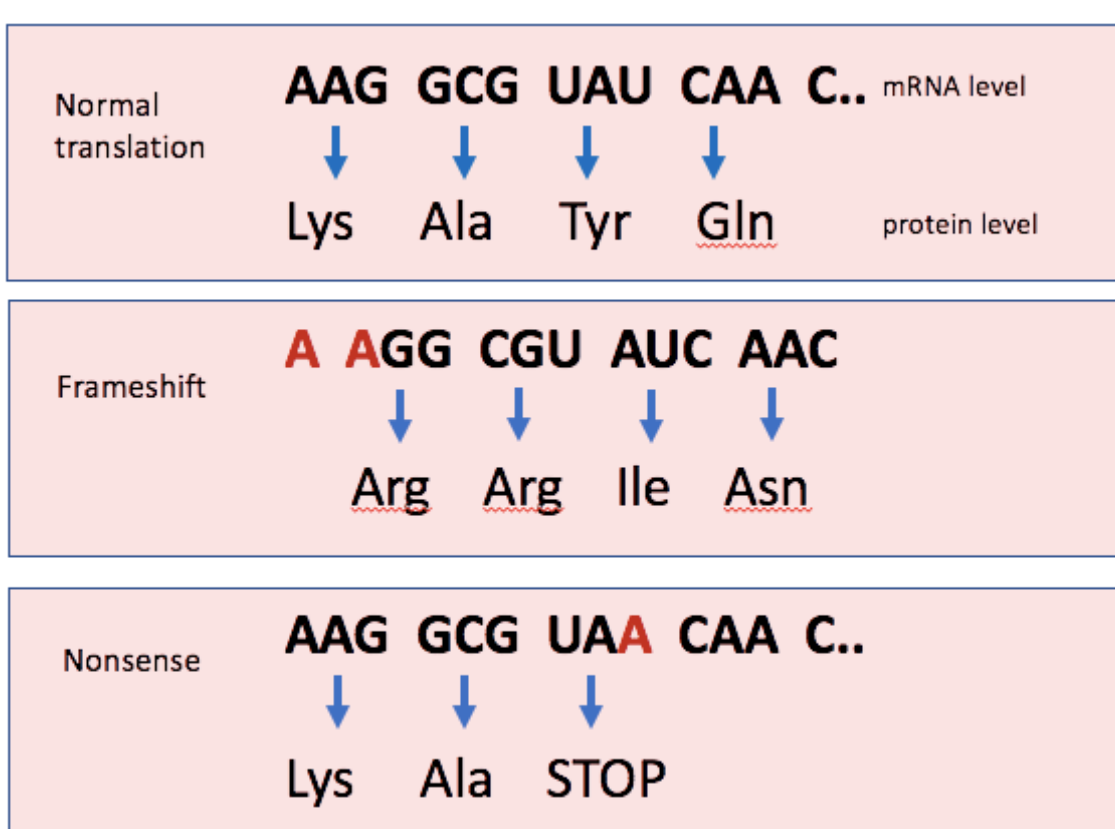 Normal translation
AAG GCG UAU CAA C.. mRNA level
Lys Ala Tyr Gln protein level
Frameshift
A AGG CGU AUC AAC
Arg Arg Ile Asn
Nonsense
AAG GCG UAA CAA C..
Lys Ala STOP